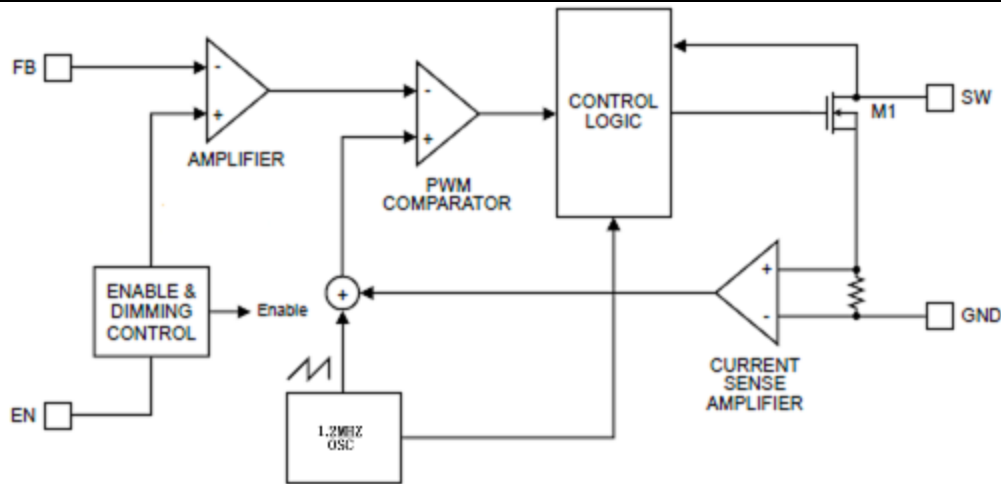 FB
-
+
AMPLIFIER
-
+
PWM
COMPARATOR
CONTROL
LOGIC
M1
SW
ENABLE &
DIMMING
CONTROL
Enable
+
+
-
GND
CURRENT
SENSE
AMPLIFIER
EN
1.2MHZ
OSC